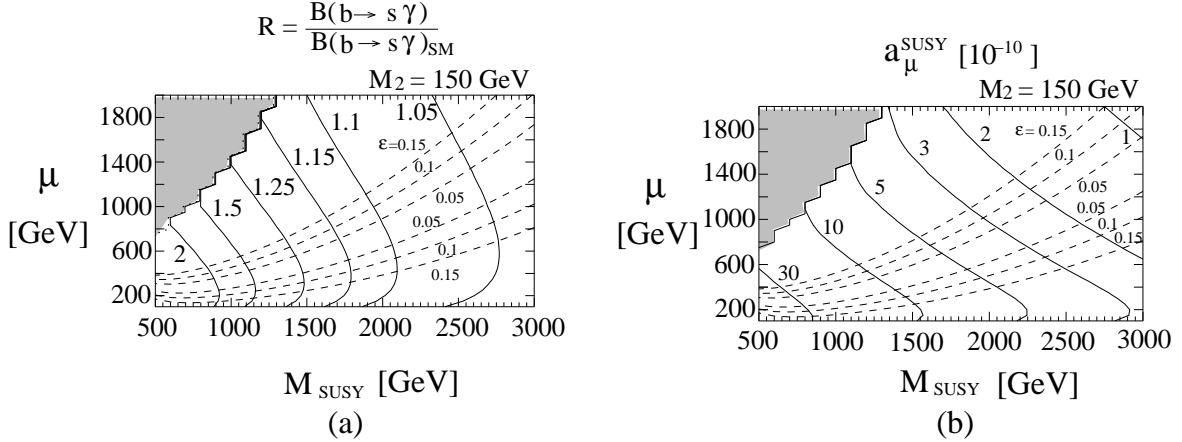 R = B(b→ sγ) / B(b→ sγ)SM
M2 = 150 GeV
1800
1400
1000
600
200
μ
[GeV]
2
1.5
1.25
1.15
1.1
1.05
ε=0.15
0.1
0.05
0.05
0.1
0.15
500 1000 1500 2000 2500 3000
M SUSY [GeV]
(a)
aμSUSY [10−10]
M2 = 150 GeV
1800
1400
1000
600
200
μ
[GeV]
30
10
5
3
2
1
ε= 0.15
0.1
0.05
0.05
0.1
0.15
500 1000 1500 2000 2500 3000
M SUSY [GeV]
(b)